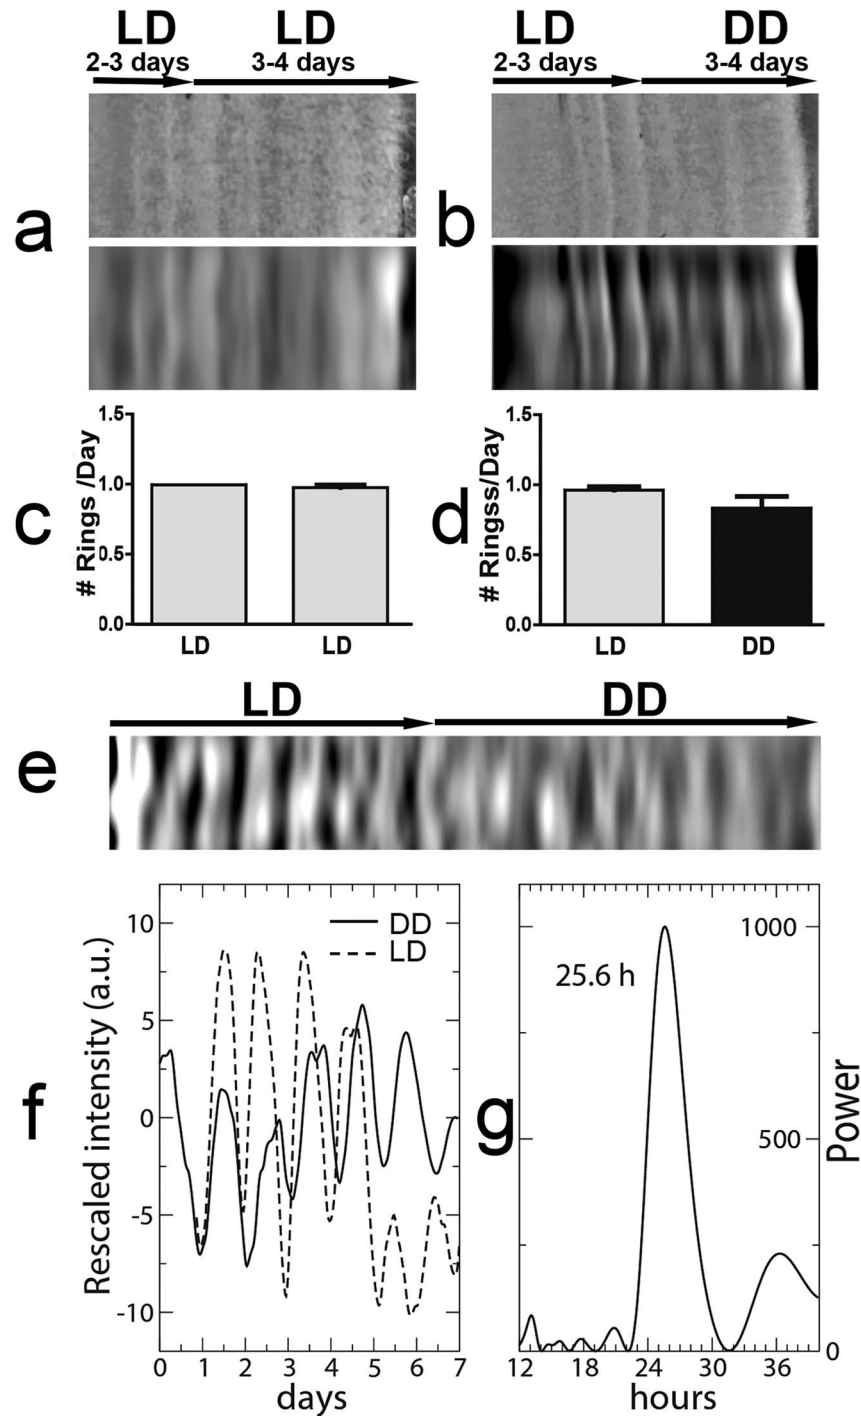 LD LD
2-3 days 3-4 days
LD DD
2-3 days 3-4 days
a
b
c
# Rings /Day
1.5
1.0
0.5
0.0
LD LD
d
# Ringss/Day
1.5
1.0
0.5
0.0
LD DD
LD DD
e
f
Rescaled intensity (a.u.)
10
5
0
-5
-10
DD
LD
0 1 2 3 4 5 6 7
days
g
25.6 h
1000
500
0
Power
12 18 24 30 36
hours